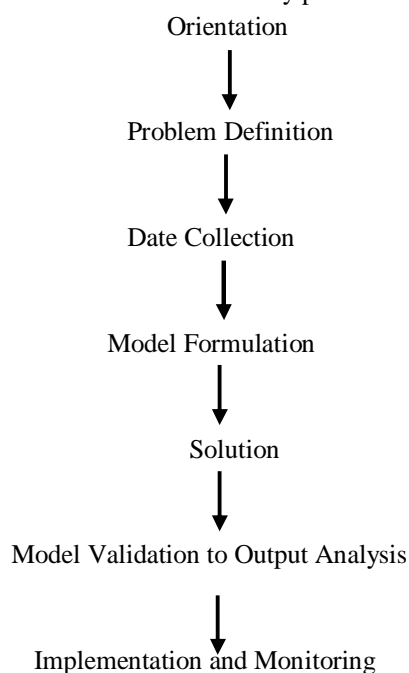 Orientation
Problem Definition
Date Collection
Model Formulation
Solution
Model Validation to Output Analysis
Implementation and Monitoring